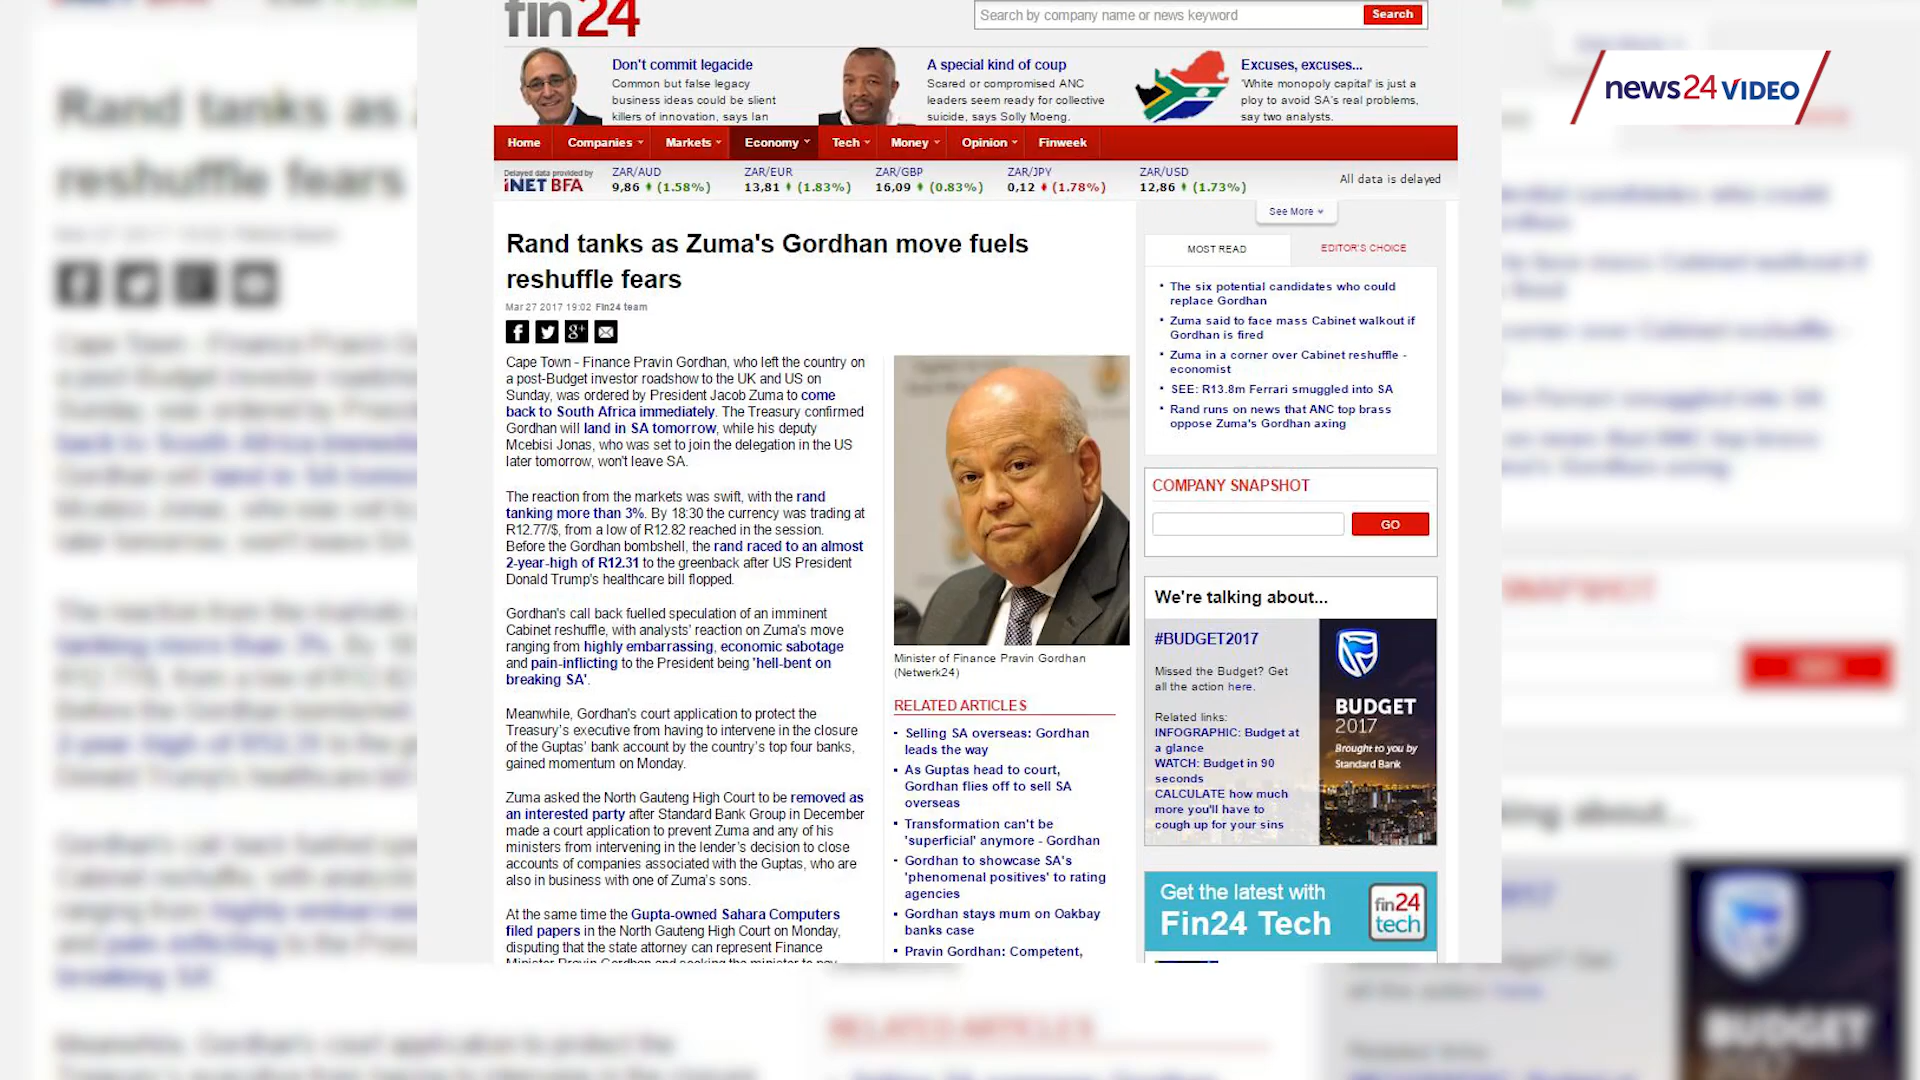 fin24
Search by company name or news keyword
Search
news24 VIDEO
Don't commit legacide
Common but false legacy
business ideas could be slient
killers of innovation, says Ian
A special kind of coup
Scared or compromised ANC
leaders seem ready for collective
suicide, says Solly Moeng.
Excuses, excuses...
'White monopoly capital' is just a
ploy to avoid SA's real problems,
say two analysts.
Home Companies Markets Economy Tech Money Opinion Finweek
Delayed data provided by
iNET BFA
ZAR/AUD
9,86 (1.58%)
ZAR/EUR
13,81 (1.83%)
ZAR/GBP
16,09 (0.83%)
ZAR/JPY
0,12 (1.78%)
ZAR/USD
12,86 (1.73%)
All data is delayed
See More
Rand tanks as Zuma's Gordhan move fuels
reshuffle fears
Mar 27 2017 19:02 Fin24 team
Cape Town - Finance Pravin Gordhan, who left the country on
a post-Budget investor roadshow to the UK and US on
Sunday, was ordered by President Jacob Zuma to come
back to South Africa immediately. The Treasury confirmed
Gordhan will land in SA tomorrow, while his deputy
Mcebisi Jonas, who was set to join the delegation in the US
later tomorrow, won't leave SA.
The reaction from the markets was swift, with the rand
tanking more than 3%. By 18:30 the currency was trading at
R12.77/$, from a low of R12.82 reached in the session.
Before the Gordhan bombshell, the rand raced to an almost
2-year-high of R12.31 to the greenback after US President
Donald Trump's healthcare bill flopped.
Gordhan's call back fuelled speculation of an imminent
Cabinet reshuffle, with analysts' reaction on Zuma's move
ranging from highly embarrassing, economic sabotage
and pain-inflicting to the President being 'hell-bent on
breaking SA'.
Meanwhile, Gordhan's court application to protect the
Treasury's executive from having to intervene in the closure
of the Guptas' bank account by the country's top four banks,
gained momentum on Monday.
Zuma asked the North Gauteng High Court to be removed as
an interested party after Standard Bank Group in December
made a court application to prevent Zuma and any of his
ministers from intervening in the lender's decision to close
accounts of companies associated with the Guptas, who are
also in business with one of Zuma's sons.
At the same time the Gupta-owned Sahara Computers
filed papers in the North Gauteng High Court on Monday,
disputing that the state attorney can represent Finance
Minister Pravin Gordhan and seeking the minister to pay
Minister of Finance Pravin Gordhan
(Netwerk24)
RELATED ARTICLES
Selling SA overseas: Gordhan
leads the way
As Guptas head to court,
Gordhan flies off to sell SA
overseas
Transformation can't be
'superficial' anymore - Gordhan
Gordhan to showcase SA's
'phenomenal positives' to rating
agencies
Gordhan stays mum on Oakbay
banks case
Pravin Gordhan: Competent,
MOST READ
EDITOR'S CHOICE
The six potential candidates who could
replace Gordhan
Zuma said to face mass Cabinet walkout if
Gordhan is fired
Zuma in a corner over Cabinet reshuffle -
economist
SEE: R13.8m Ferrari smuggled into SA
Rand runs on news that ANC top brass
oppose Zuma's Gordhan axing
COMPANY SNAPSHOT
GO
We're talking about...
#BUDGET2017
Missed the Budget? Get
all the action here.
Related links:
INFOGRAPHIC: Budget at
a glance
WATCH: Budget in 90
seconds
CALCULATE how much
more you'll have to
cough up for your sins
BUDGET
2017
Brought to you by
Standard Bank
Get the latest with
Fin24 Tech
fin24
tech